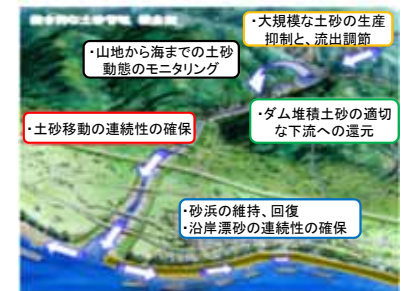 ・大規模な土砂の生産
抑制と、流出調節
・山地から海までの土砂
動態のモニタリング
・ダム堆積土砂の適切
な下流への還元
・土砂移動の連続性の確保
・砂浜の維持、回復
・沿岸漂砂の連続性の確保